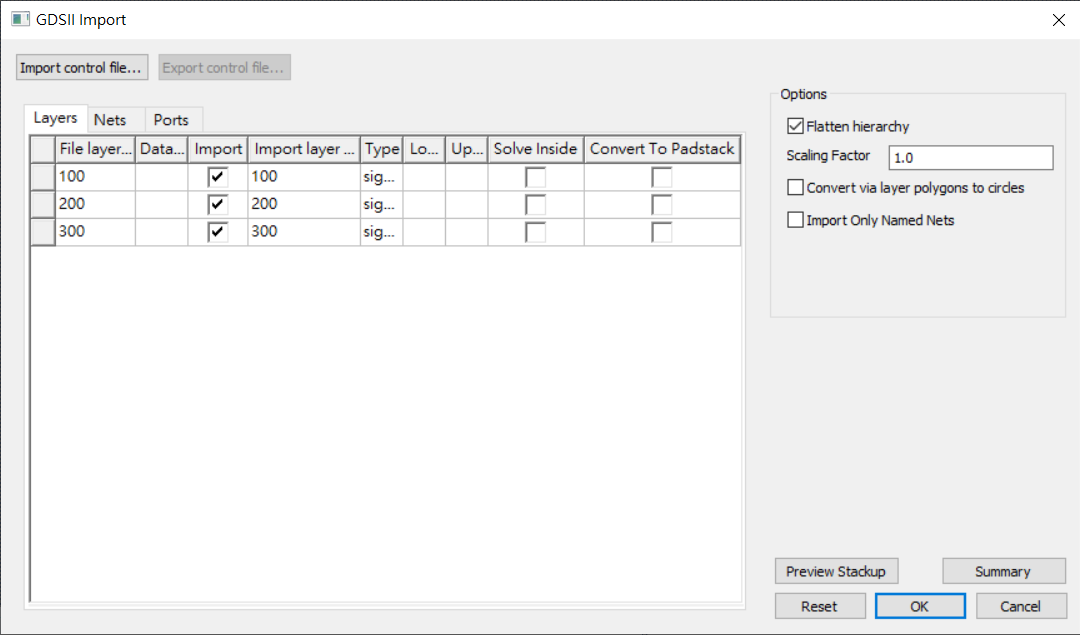 GDSII Import
Import control file... Export control file...
Options
Layers Nets Ports
File layer... Data... Import Import layer ... Type Lo... Up... Solve Inside Convert To Padstack
100 100 sig...
200 200 sig...
300 300 sig...
Flatten hierarchy
Scaling Factor 1.0
Convert via layer polygons to circles
Import Only Named Nets
Preview Stackup Summary
Reset OK Cancel